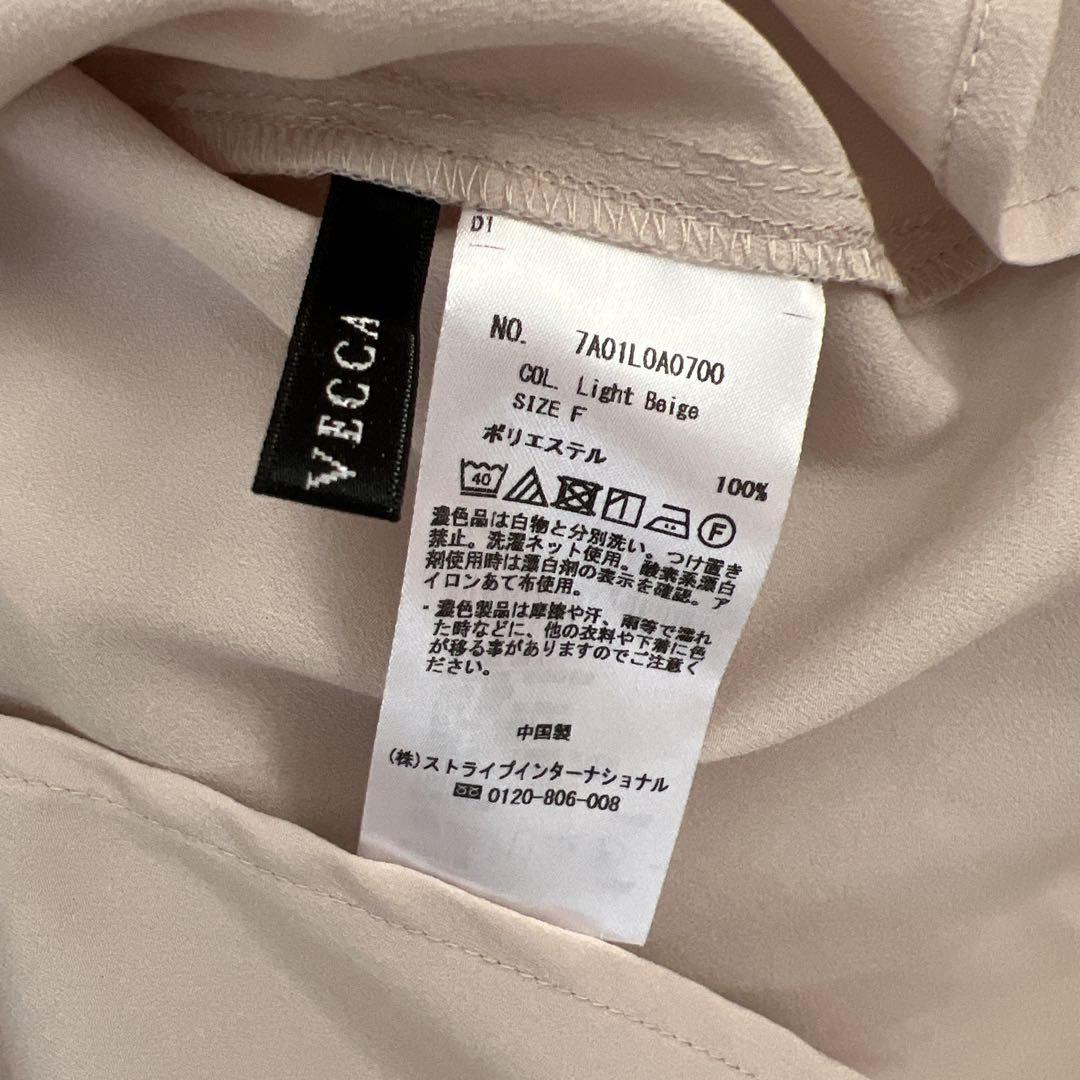 VECCA
D1
NO. 7A01L0A0700
COL. Light Beige
SIZE F
ポリエステル
100%
40
F
濃色品は白物と分別洗い。つけ置き
禁止。洗濯ネット使用。酸素系漂白
剤使用時は漂白剤の表示を確認。ア
イロンあて布使用。
・濃色製品は摩擦や汗、雨等で濡れ
た時などに、他の衣料や下着に色
が移る事がありますのでご注意く
ださい。
中国製
(株)ストライプインターナショナル
0120-806-008